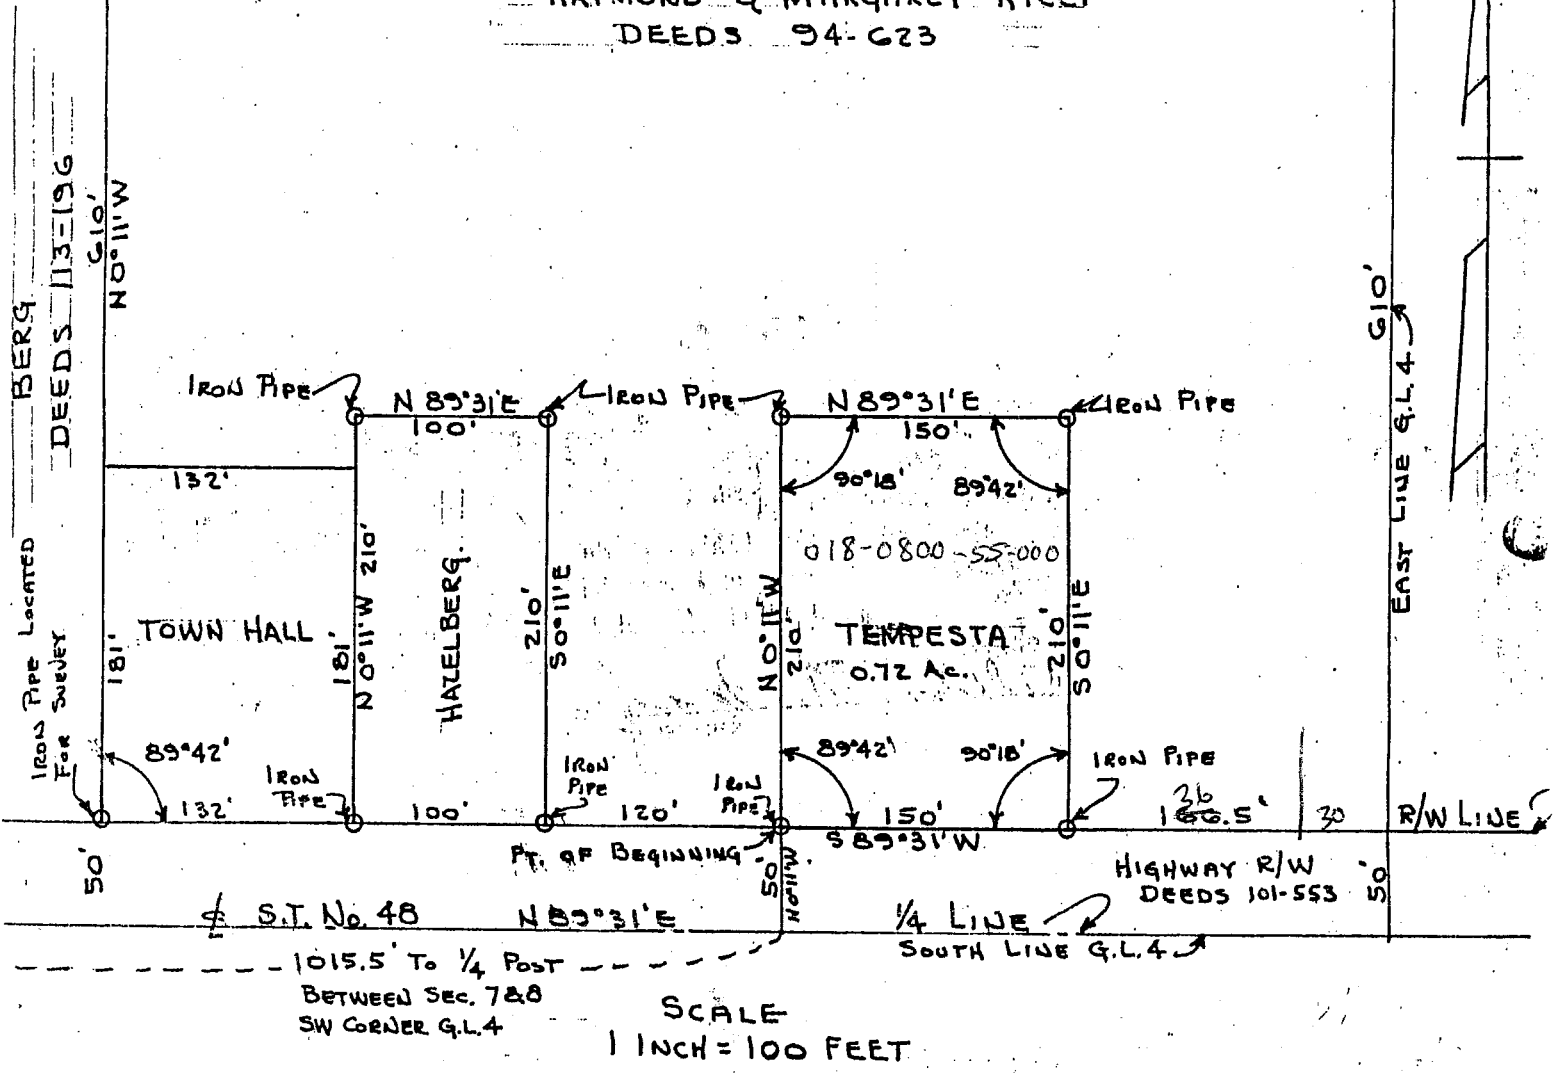 DEEDS 94-623
BERG
DEEDS 113-196
610'
N 0°11' W
IRON PIPE LOCATED
FOR SURVEY
610'
EAST LINE G.L. 4
IRON PIPE
N 89°31' E
100'
IRON PIPE
N 89°31' E
150'
IRON PIPE
132'
90°18'
89°42'
018-0800-55-000
TOWN HALL
181'
181'
N 0°11' W 210'
HAZELBERG
210'
S 0°11' E
N 0°11' W
210'
TEMPESTA
0.72 Ac.
210'
S 0°11' E
89°42'
89°42'
90°18'
IRON
PIPE
IRON
PIPE
IRON
PIPE
IRON PIPE
132'
100'
120'
150'
36
.5'
30
R/W LINE
PT. OF BEGINNING
S 89°31' W
50'
50'
N 0°11' W
HIGHWAY R/W
DEEDS 101-553
50'
℄ S.T. No. 48
N 89°31' E
1/4 LINE
SOUTH LINE G.L. 4
1015.5' TO 1/4 POST
BETWEEN SEC. 7&8
SW CORNER G.L. 4
SCALE
1 INCH = 100 FEET